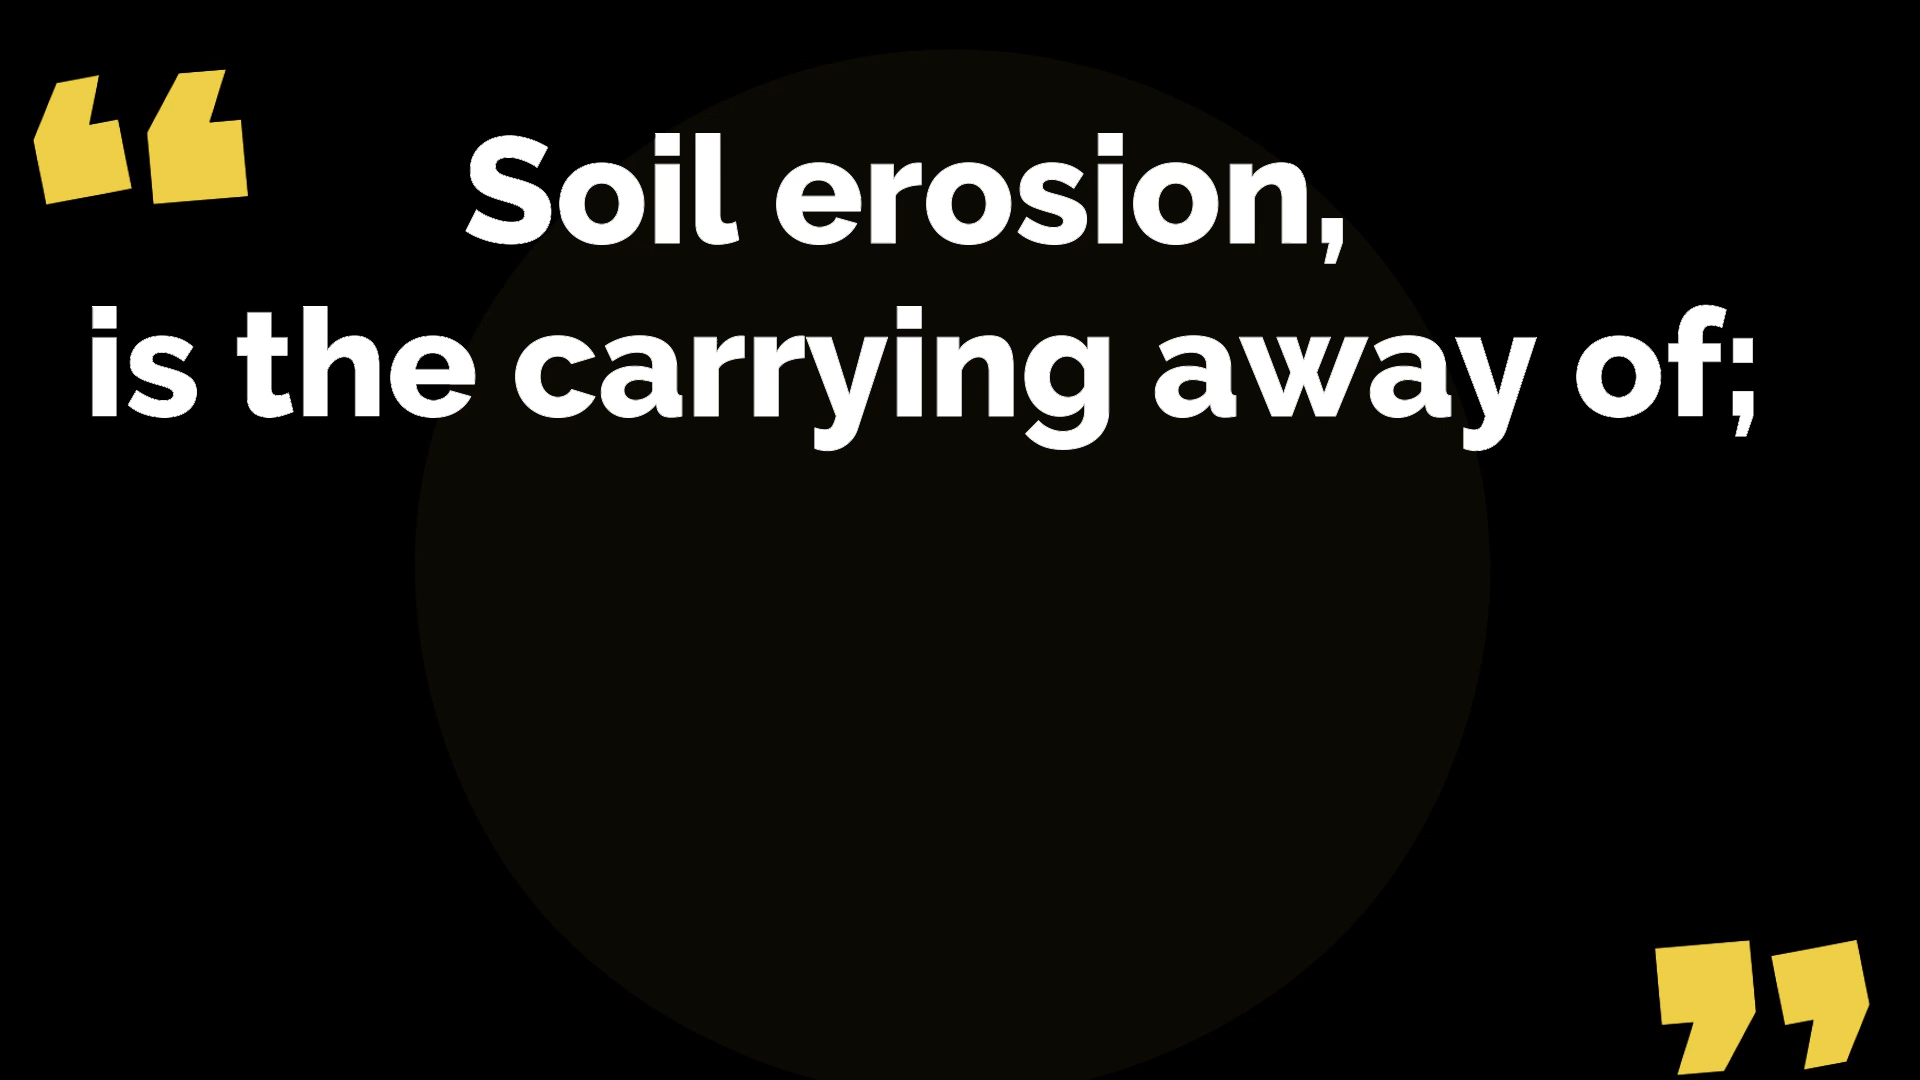 “
Soil erosion,
is the carrying away of;
”